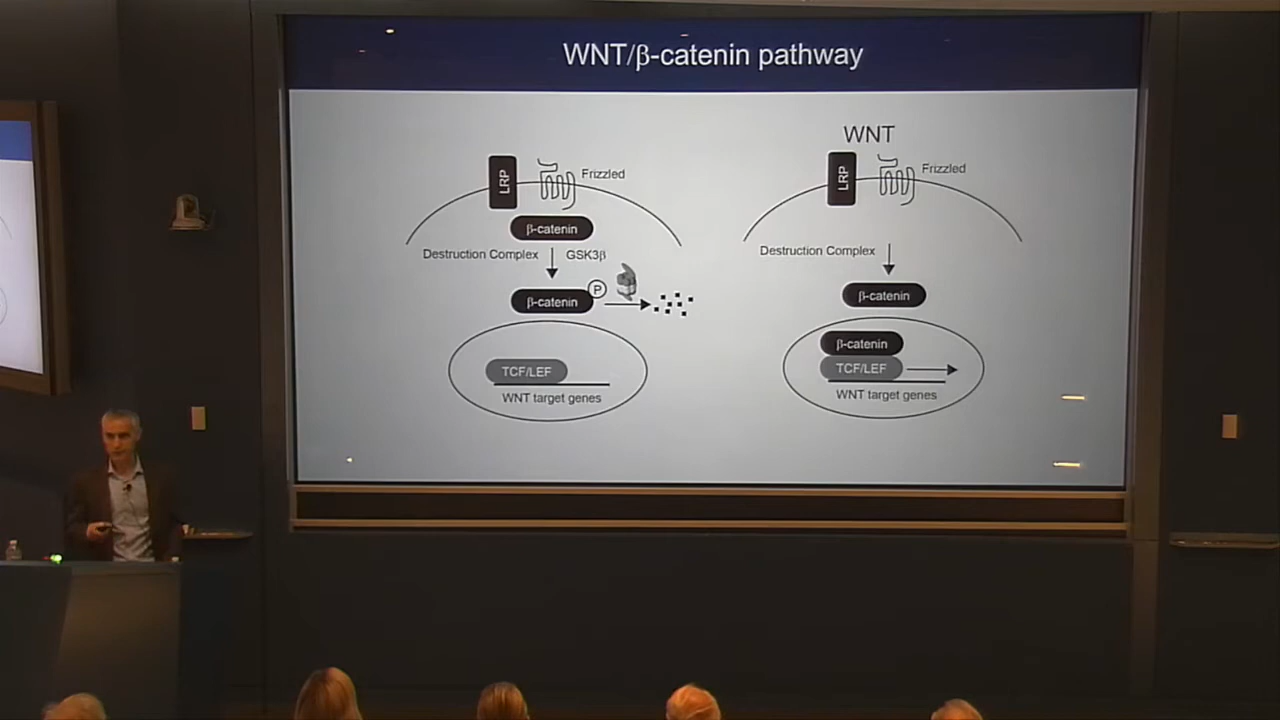 WNT/β-catenin pathway
LRP
Frizzled
β-catenin
Destruction Complex
GSK3β
β-catenin
P
TCF/LEF
WNT target genes
WNT
LRP
Frizzled
Destruction Complex
β-catenin
β-catenin
TCF/LEF
WNT target genes